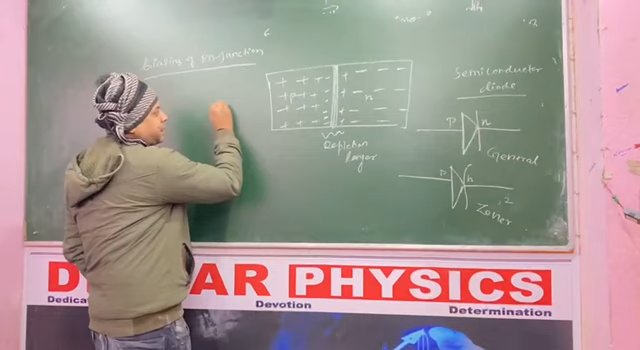 Biasing of Pn-Junction
Semiconductor
diode
P
n
P
n
General
Depletion
layer
P
n
Zener
PHYSICS
Devotion
Determination